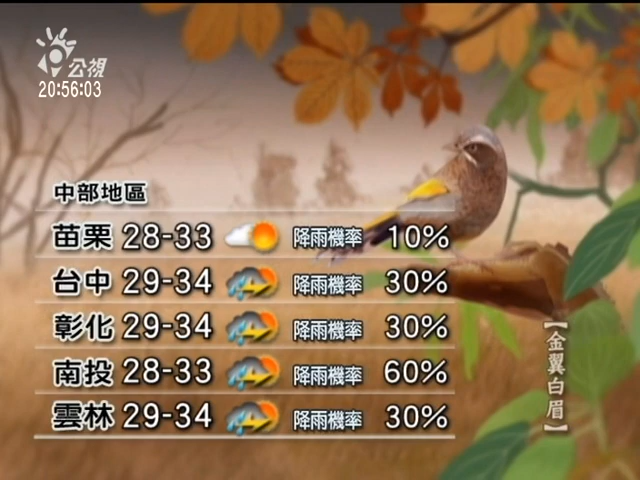 公視
20:56:03
中部地區
苗栗 28-33 降雨機率 10%
台中 29-34 降雨機率 30%
彰化 29-34 降雨機率 30%
南投 28-33 降雨機率 60%
雲林 29-34 降雨機率 30%
【金翼白眉】